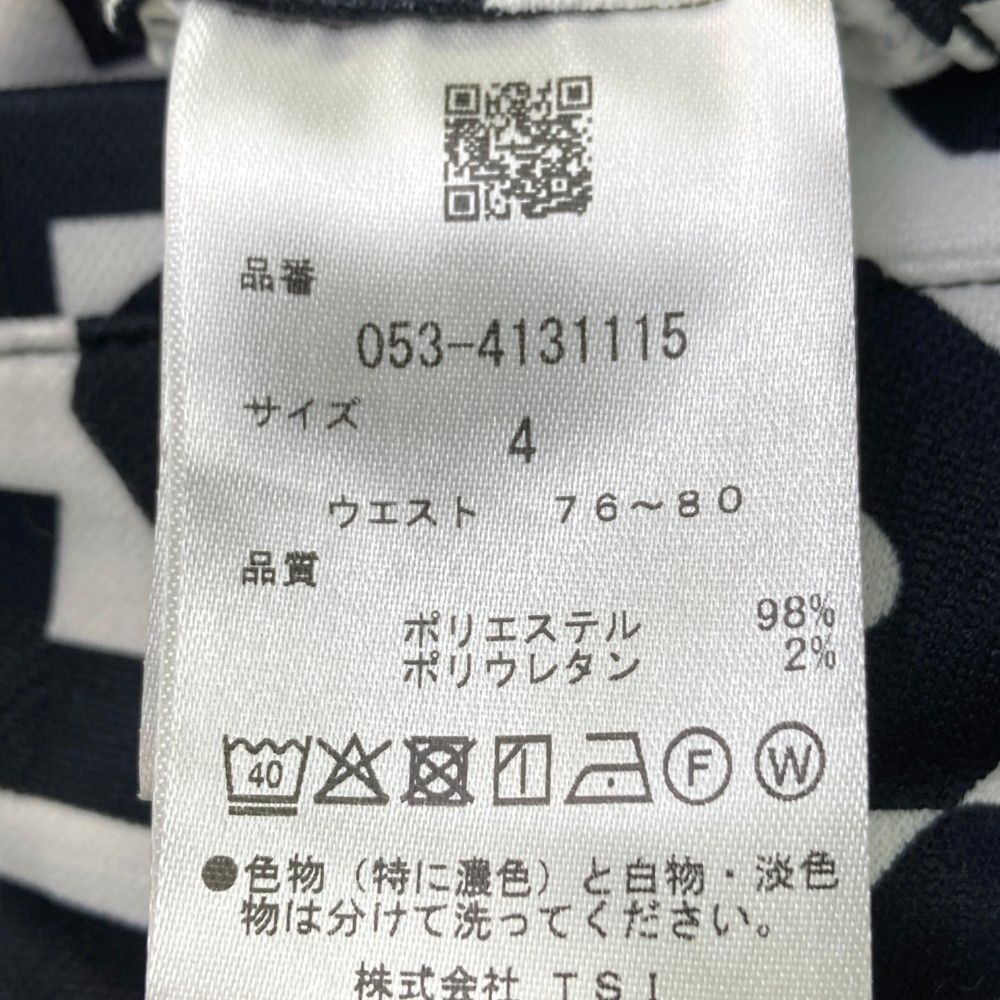 品番
053-4131115
サイズ
4
ウエスト 76～80
品質
ポリエステル 98%
ポリウレタン 2%
40 F W
●色物（特に濃色）と白物・淡色
物は分けて洗ってください。
株式会社 TSI